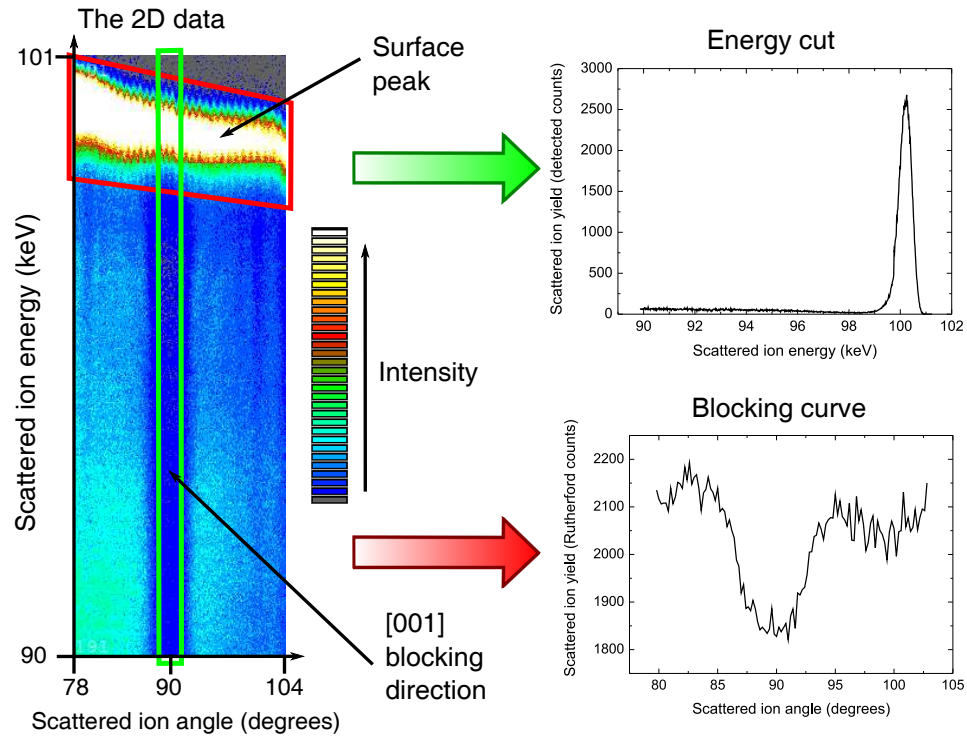 The 2D data
101
Scattered ion energy (keV)
90
78
90
104
Scattered ion angle (degrees)
Surface
peak
Intensity
[001]
blocking
direction
Energy cut
Scattered ion yield (detected counts)
3000
2500
2000
1500
1000
500
0
90
92
94
96
98
100
102
Scattered ion energy (keV)
Blocking curve
Scattered ion yield (Rutherford counts)
2200
2100
2000
1900
1800
80
85
90
95
100
105
Scattered ion angle (degrees)